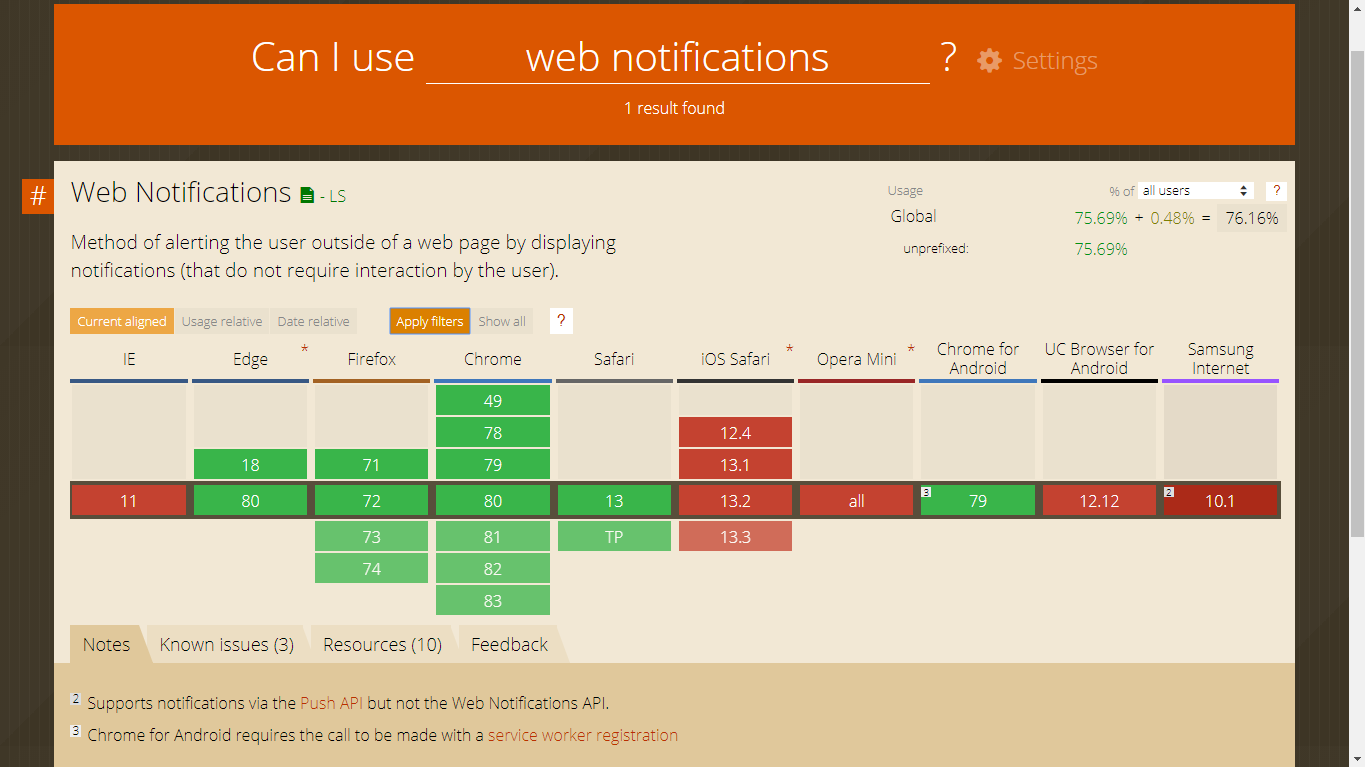 Can I use web notifications ? Settings
1 result found
#
Web Notifications - LS
Method of alerting the user outside of a web page by displaying
notifications (that do not require interaction by the user).
Usage % of all users ?
Global 75.69% + 0.48% = 76.16%
unprefixed: 75.69%
Current aligned Usage relative Date relative Apply filters Show all ?
IE Edge * Firefox Chrome Safari iOS Safari * Opera Mini * Chrome for Android UC Browser for Android Samsung Internet
49
78 12.4
18 71 79 13.1
11 80 72 80 13 13.2 all 3 79 12.12 2 10.1
73 81 TP 13.3
74 82
83
Notes Known issues (3) Resources (10) Feedback
2 Supports notifications via the Push API but not the Web Notifications API.
3 Chrome for Android requires the call to be made with a service worker registration